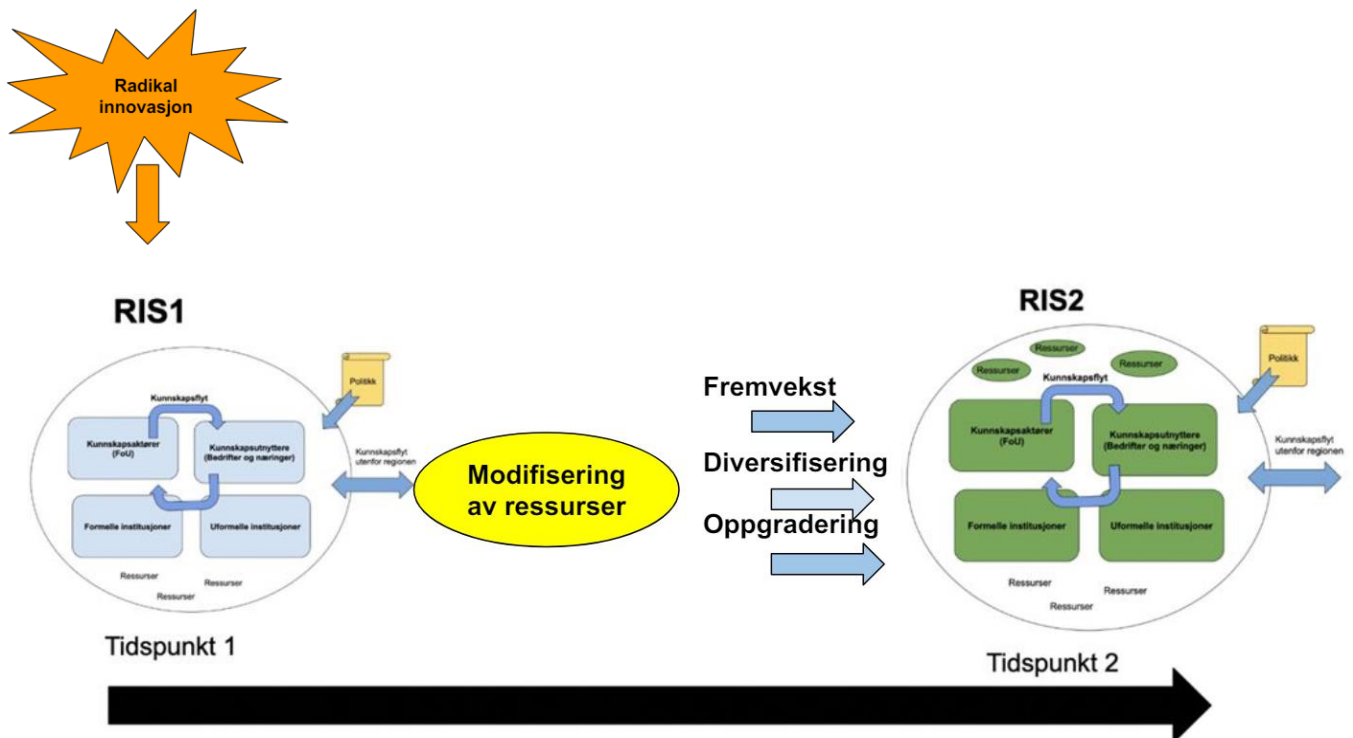 Radikal
innovasjon
RIS1
Politikk
Kunnskapsflyt
Kunnskapsaktører
(FoU)
Kunnskapsutnyttere
(Bedrifter og næringer)
Kunnskapsflyt
utenfor regionen
Formelle institusjoner
Uformelle institusjoner
Ressurser
Ressurser
Ressurser
Tidspunkt 1
Modifisering
av ressurser
Fremvekst
Diversifisering
Oppgradering
RIS2
Ressurser
Ressurser
Ressurser
Politikk
Kunnskapsflyt
Kunnskapsaktører
(FoU)
Kunnskapsutnyttere
(Bedrifter og næringer)
Kunnskapsflyt
utenfor regionen
Formelle institusjoner
Uformelle institusjoner
Ressurser
Ressurser
Ressurser
Tidspunkt 2